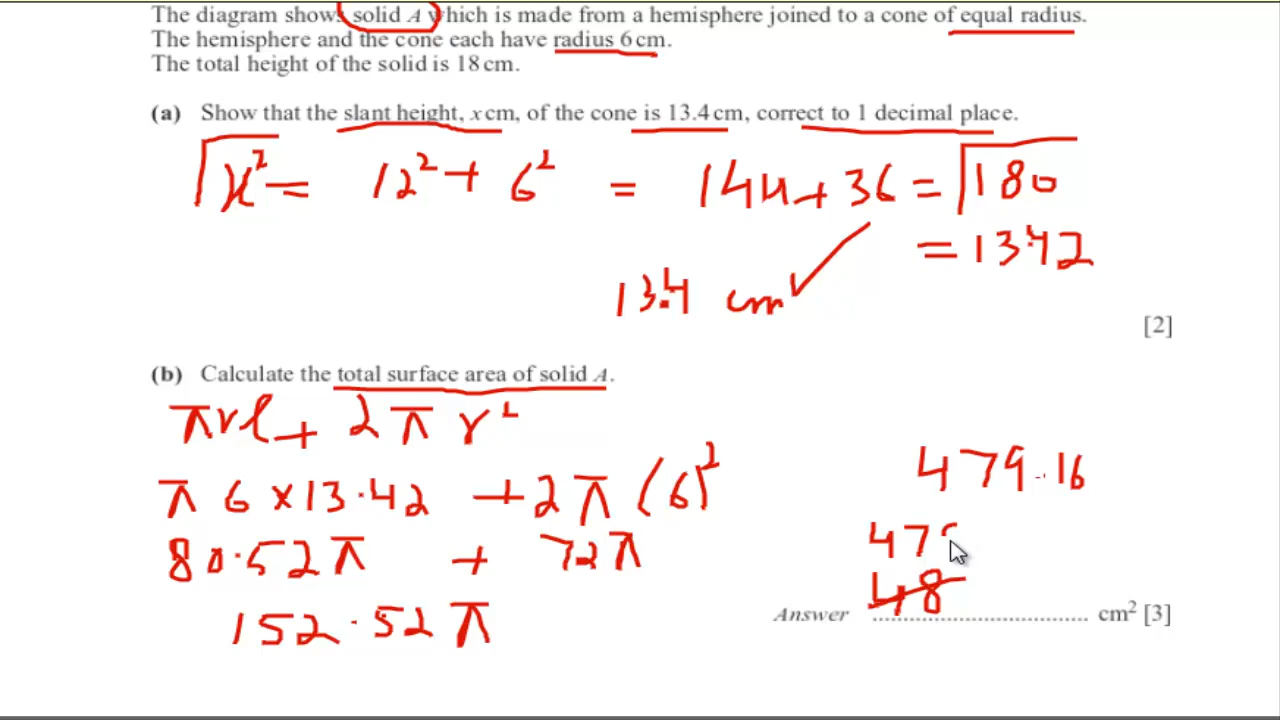 The diagram shows solid A which is made from a hemisphere joined to a cone of equal radius.
The hemisphere and the cone each have radius 6 cm.
The total height of the solid is 18 cm.
(a) Show that the slant height, x cm, of the cone is 13.4 cm, correct to 1 decimal place.
√x² = 12² + 6² = 144 + 36 = √180
= 13.42
13.4 cm ✓
[2]
(b) Calculate the total surface area of solid A.
πrl + 2πr²
π 6 × 13.42 + 2π (6)²
479.16
80.52π + 72π
47
48
152.52π
Answer ........................................ cm² [3]